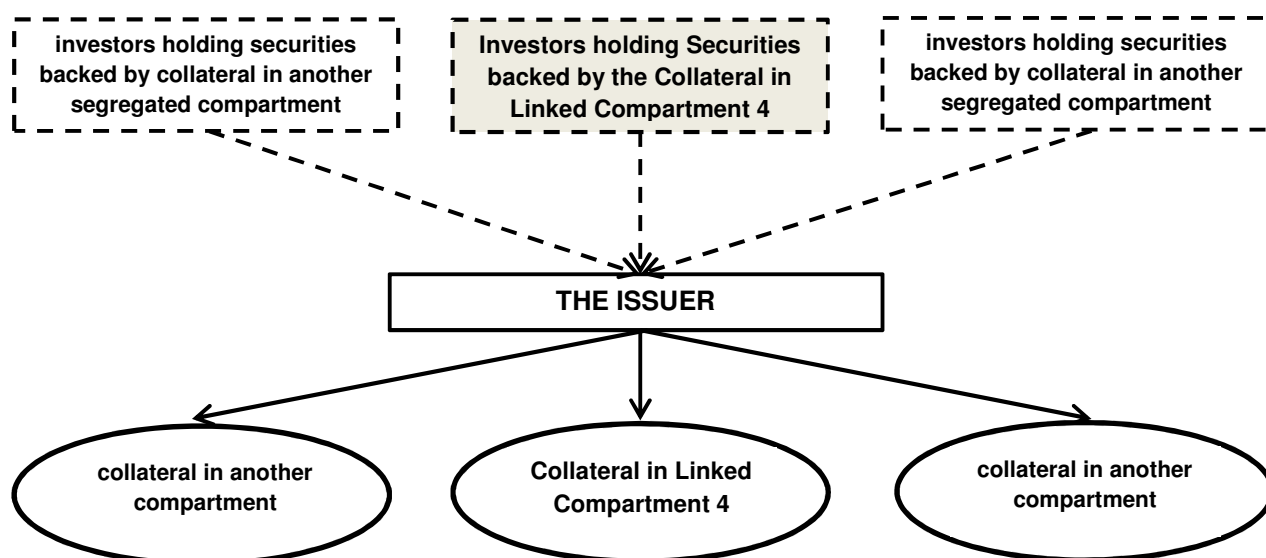 investors holding securities
backed by collateral in another
segregated compartment
Investors holding Securities
backed by the Collateral in
Linked Compartment 4
investors holding securities
backed by collateral in another
segregated compartment
THE ISSUER
collateral in another
compartment
Collateral in Linked
Compartment 4
collateral in another
compartment